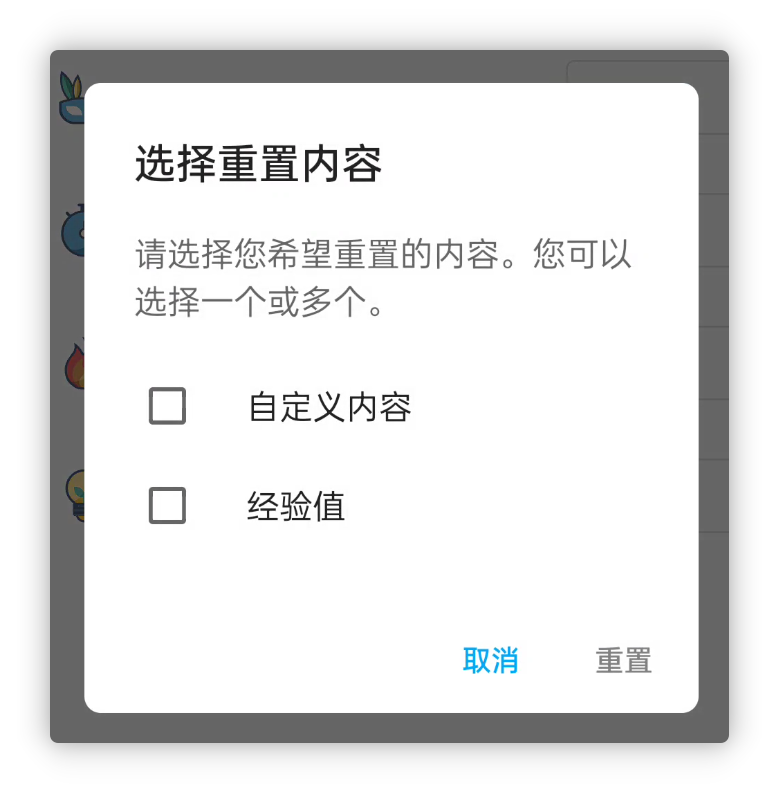 选择重置内容
请选择您希望重置的内容。您可以
选择一个或多个。
自定义内容
经验值
取消
重置